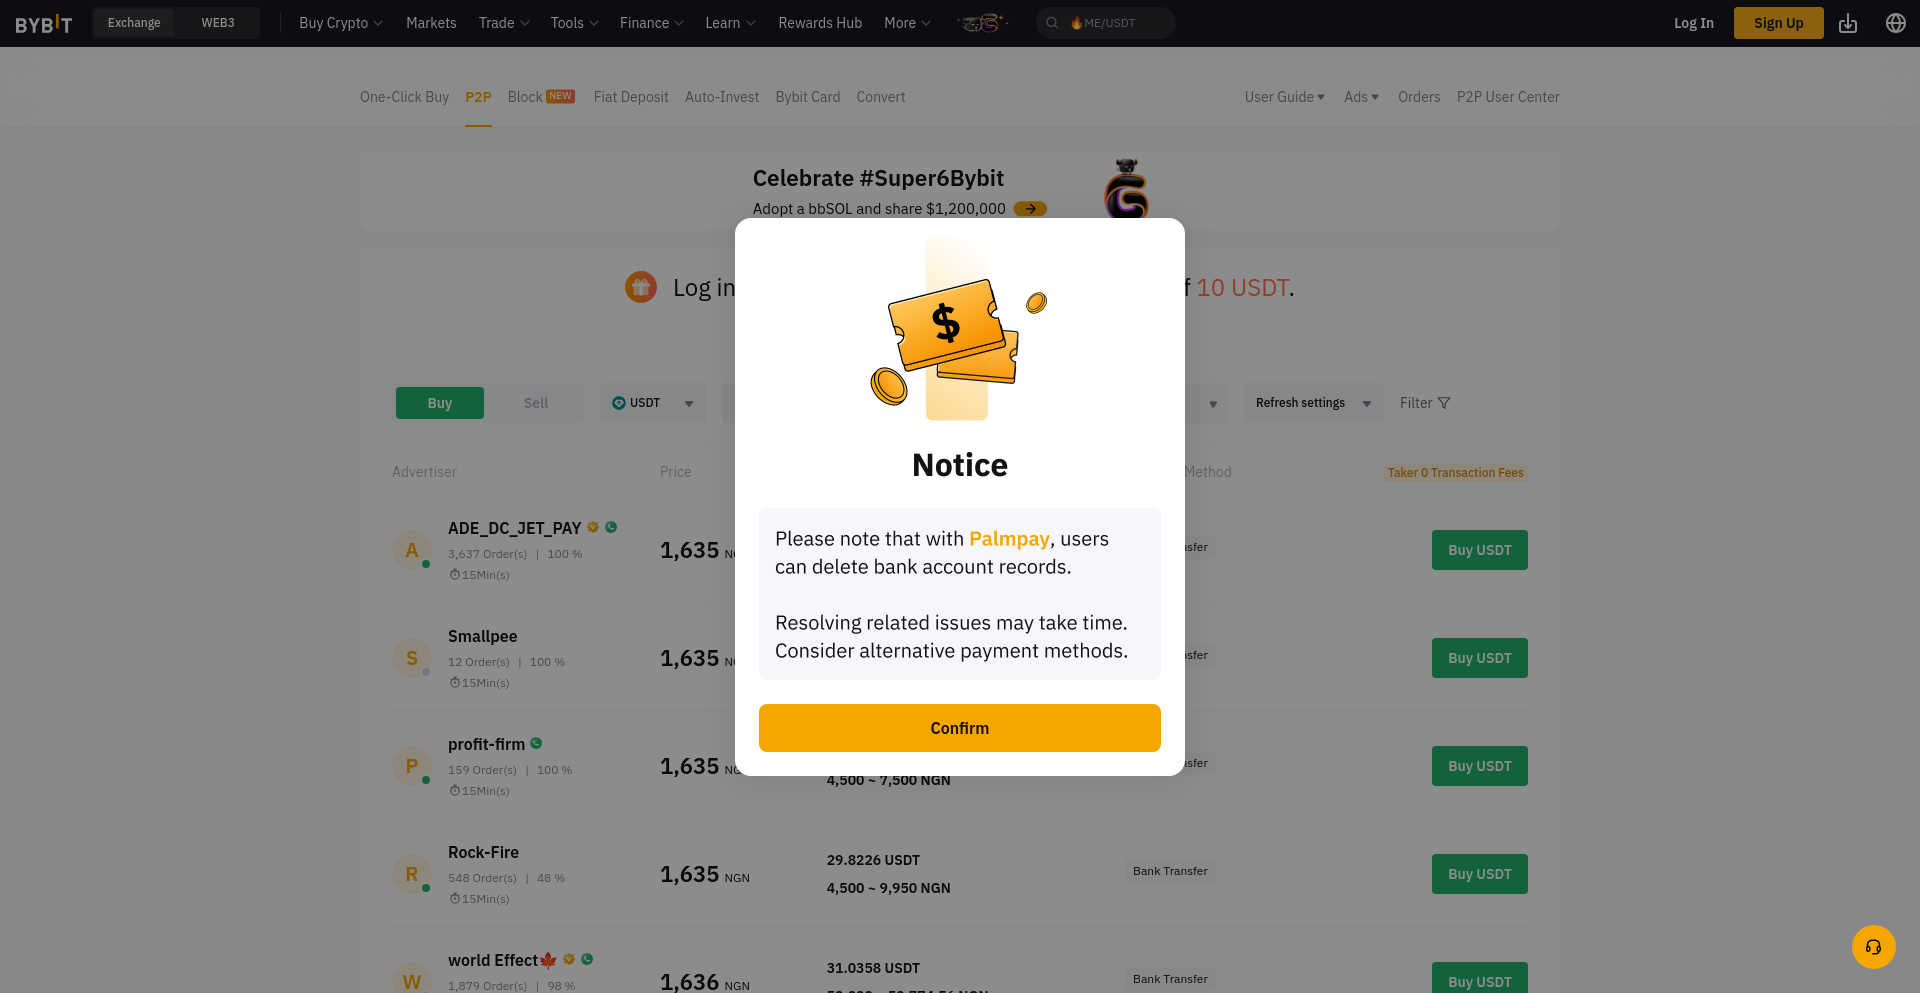 BYBIT Exchange WEB3 Buy Crypto Markets Trade Tools Finance Learn Rewards Hub More 🔥ME/USDT Log In Sign Up
One-Click Buy P2P Block NEW Fiat Deposit Auto-Invest Bybit Card Convert User Guide Ads Orders P2P User Center
Celebrate #Super6Bybit
Adopt a bbSOL and share $1,200,000
Log in
10 USDT.
Buy Sell USDT Refresh settings Filter
Advertiser Price Method Taker 0 Transaction Fees
ADE_DC_JET_PAY
3,637 Order(s) | 100 %
15Min(s)
1,635
Buy USDT
Smallpee
12 Order(s) | 100 %
15Min(s)
1,635
Buy USDT
profit-firm
159 Order(s) | 100 %
15Min(s)
1,635
4,500 ~ 7,500 NGN
Buy USDT
Rock-Fire
548 Order(s) | 48 %
15Min(s)
1,635 NGN
29.8226 USDT
4,500 ~ 9,950 NGN
Bank Transfer
Buy USDT
world Effect🍁
1,879 Order(s) | 98 %
1,636 NGN
31.0358 USDT
Bank Transfer
Buy USDT
$
Notice
Please note that with Palmpay, users
can delete bank account records.
Resolving related issues may take time.
Consider alternative payment methods.
Confirm
A
S
P
R
W